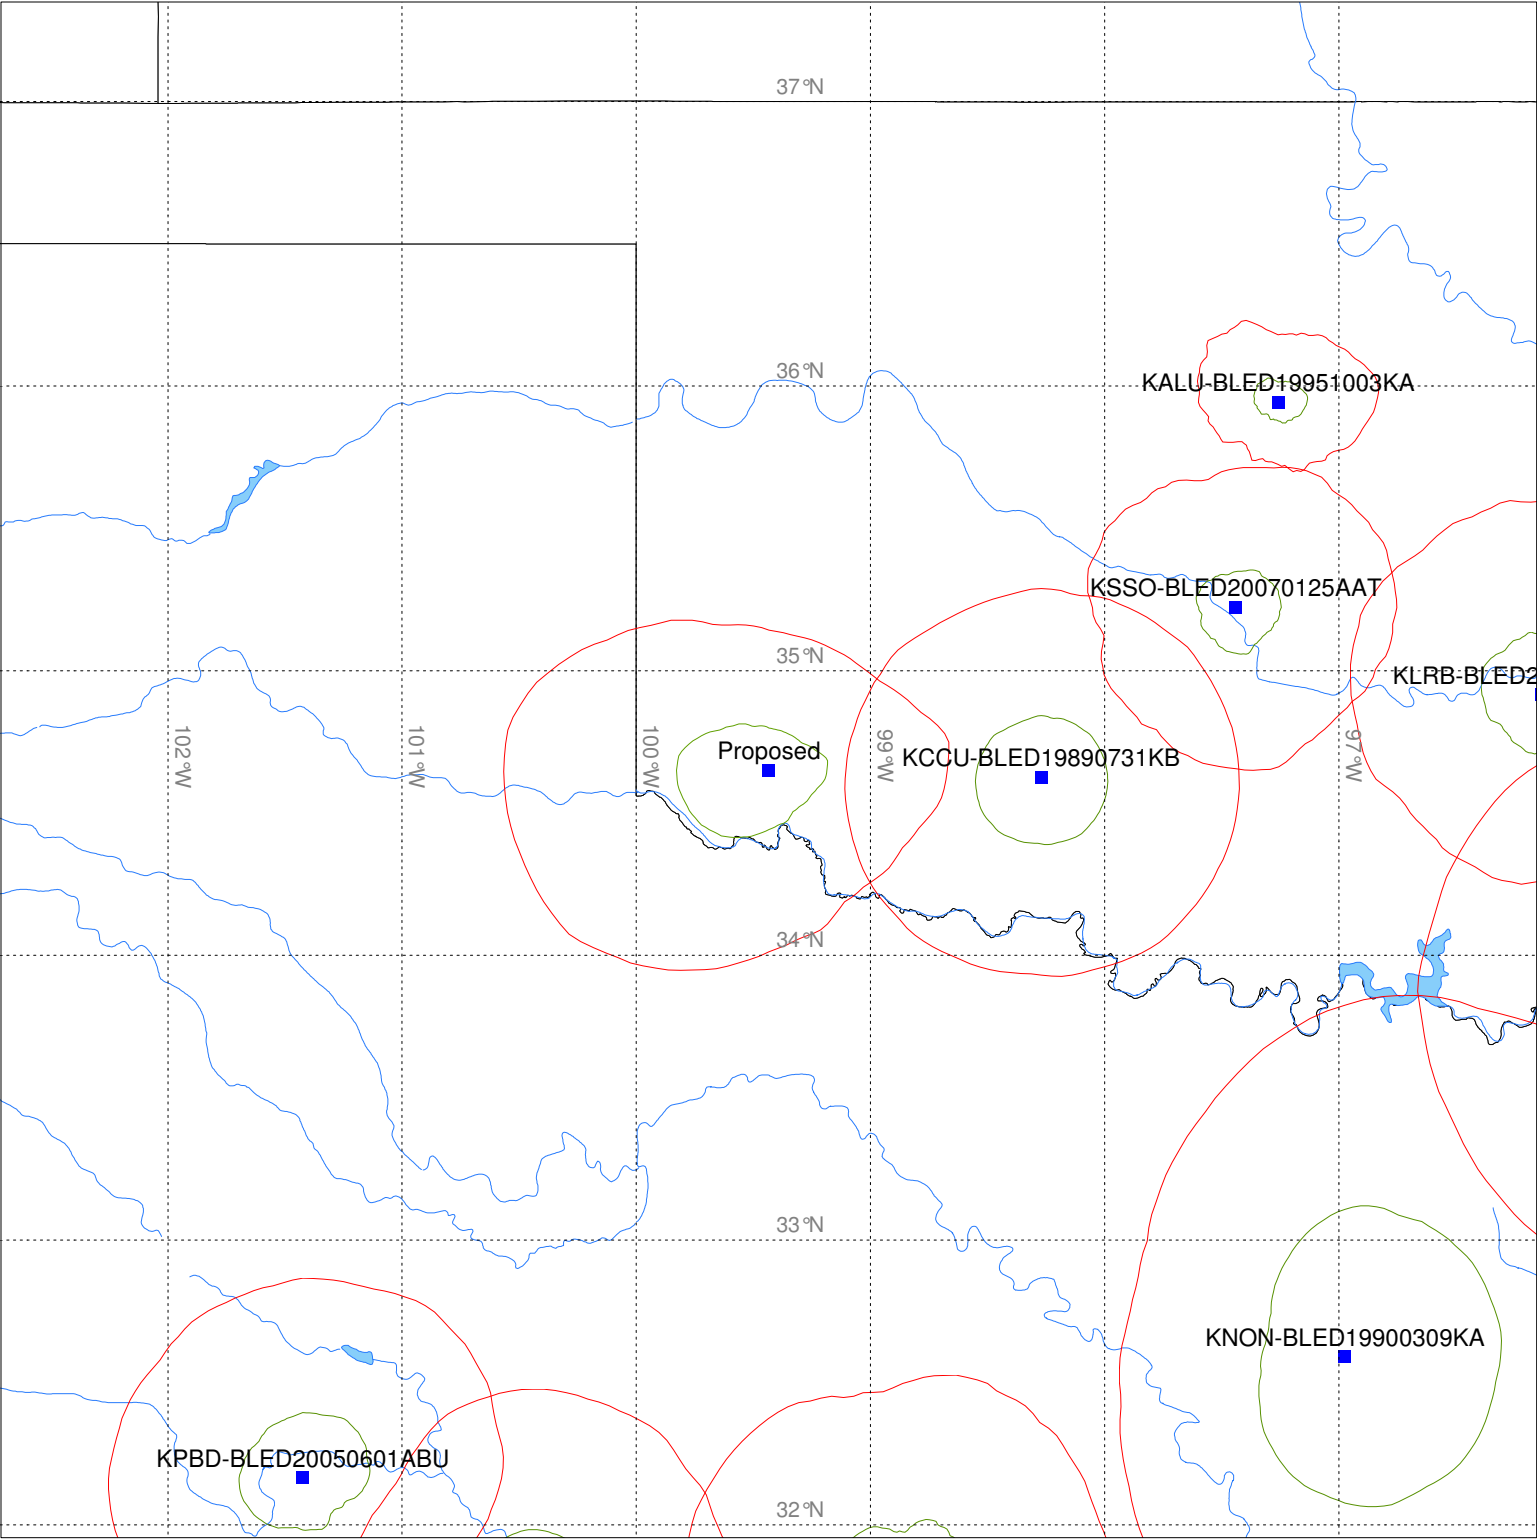 37°N
36°N
KALU-BLED19951003KA
KSSO-BLED20070125AAT
35°N
KLRB-BLED2
102°W
101°W
100°W
99°W
97°W
Proposed
KCCU-BLED19890731KB
34°N
33°N
KNON-BLED19900309KA
KPBD-BLED20050601ABU
32°N